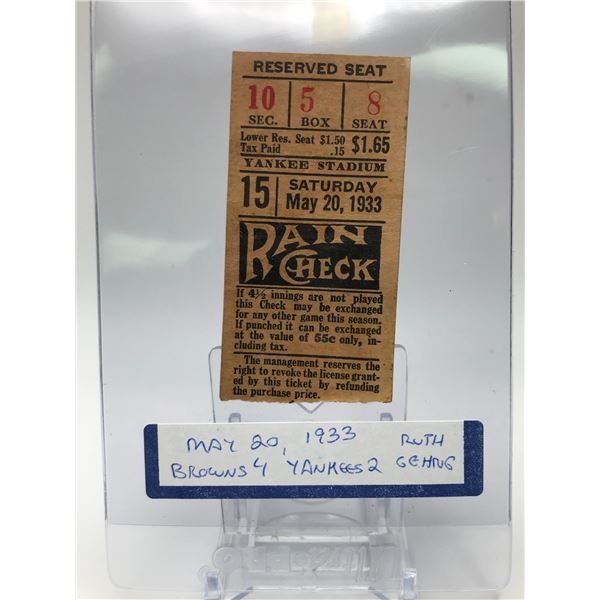 RESERVED SEAT
10 5 8
SEC. BOX SEAT
Lower Res. Seat $1.50
Tax Paid .15 $1.65
YANKEE STADIUM
15 SATURDAY
May 20, 1933
RAIN
CHECK
If 4½ innings are not played
this Check may be exchanged
for any other game this season.
If punched it can be exchanged
at the value of 55c only, in-
cluding tax.
The management reserves the
right to revoke the license grant-
ed by this ticket by refunding
the purchase price.
MAY 20, 1933 RUTH
BROWNS 4 YANKEES 2 GEHRIG